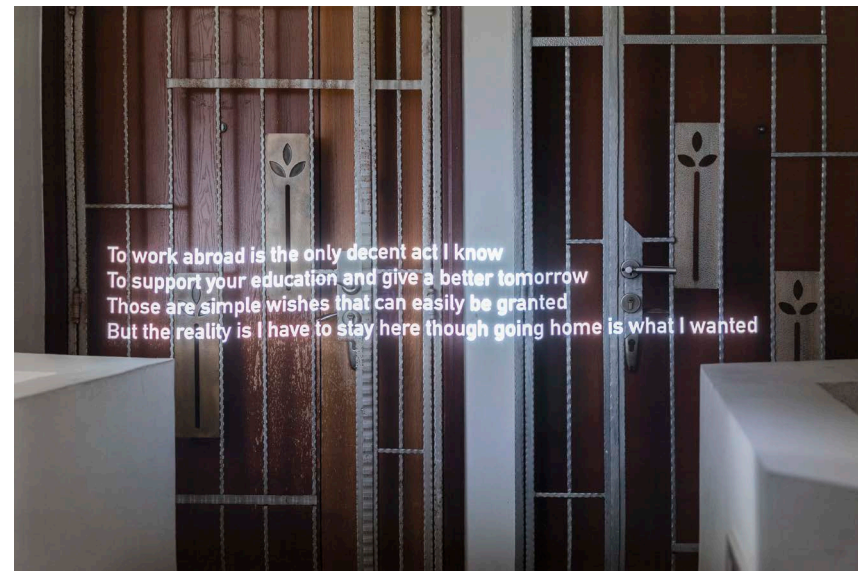 To work abroad is the only decent act I know
To support your education and give a better tomorrow
Those are simple wishes that can easily be granted
But the reality is I have to stay here though going home is what I wanted